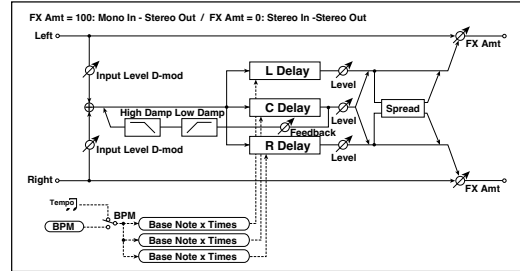 FX Amt = 100: Mono In - Stereo Out / FX Amt = 0: Stereo In -Stereo Out
Left
FX Amt
Input Level D-mod
L Delay
Level
High Damp Low Damp
C Delay
Level
Spread
Feedback
Input Level D-mod
R Delay
Level
Right
FX Amt
Tempo
BPM
BPM
Base Note x Times
Base Note x Times
Base Note x Times